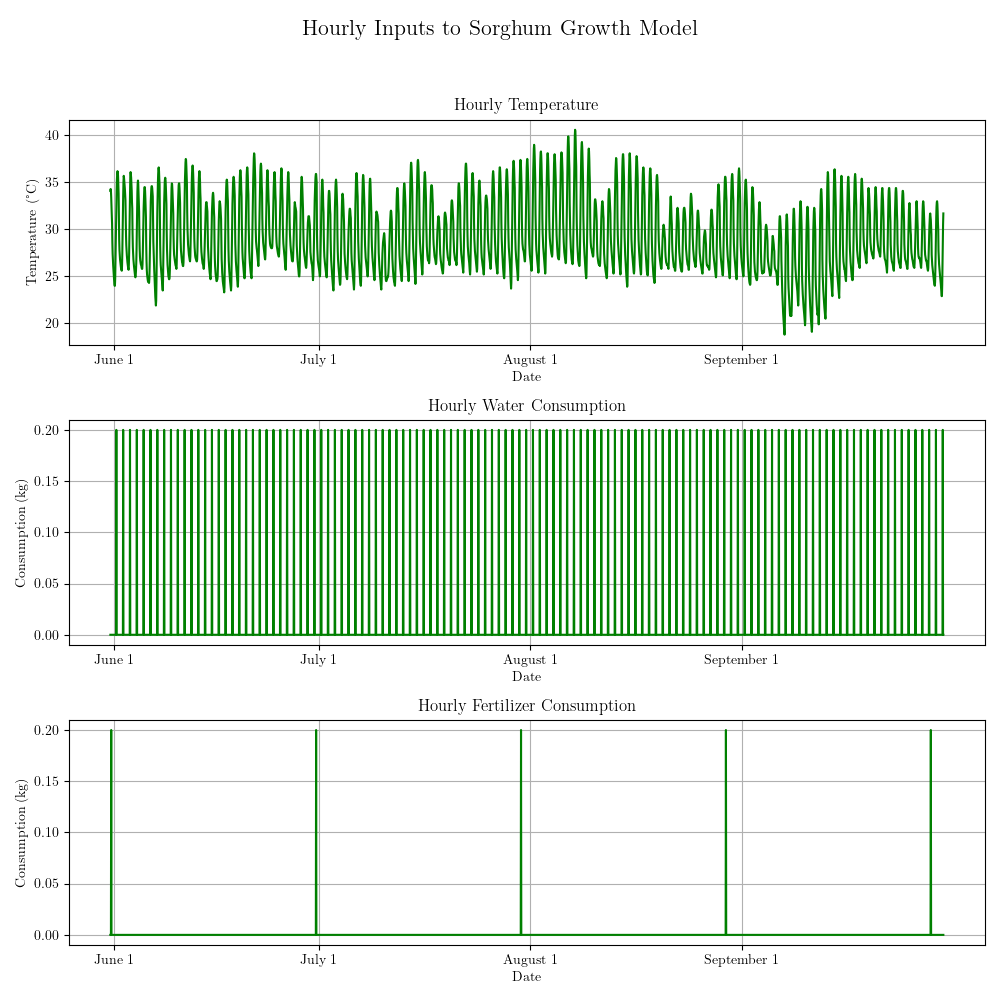 Hourly Inputs to Sorghum Growth Model
Hourly Temperature
40
35
30
25
20
Temperature (°C)
June 1
July 1
August 1
September 1
Date
Hourly Water Consumption
0.20
0.15
0.10
0.05
0.00
Consumption (kg)
June 1
July 1
August 1
September 1
Date
Hourly Fertilizer Consumption
0.20
0.15
0.10
0.05
0.00
Consumption (kg)
June 1
July 1
August 1
September 1
Date